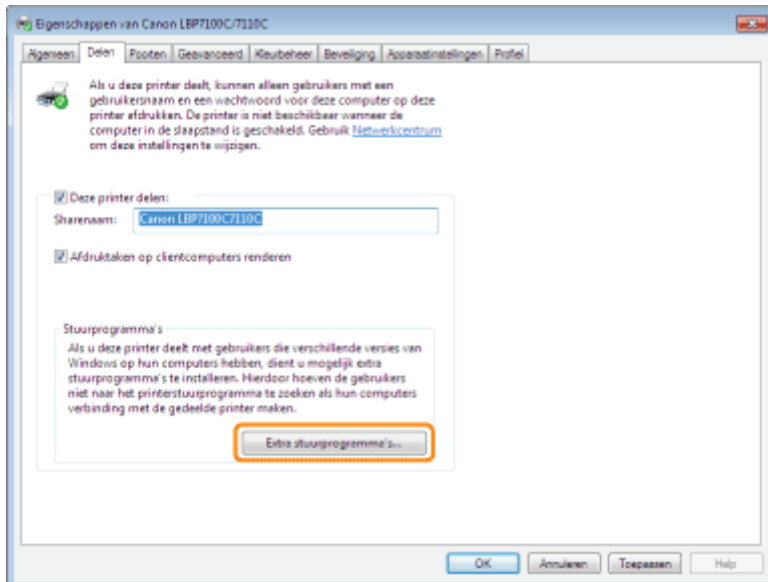 Eigenschappen van Canon LBP7100C/7110C
Algemeen Delen Poorten Geavanceerd Kleurbeheer Beveiliging Apparaatinstellingen Profiel
Als u deze printer deelt, kunnen alleen gebruikers met een
gebruikersnaam en een wachtwoord voor deze computer op deze
printer afdrukken. De printer is niet beschikbaar wanneer de
computer in de slaapstand is geschakeld. Gebruik Netwerkcentrum
om deze instellingen te wijzigen.
Deze printer delen:
Sharenaam: Canon LBP7100C7110C
Afdruktaken op clientcomputers renderen
Stuurprogramma's
Als u deze printer deelt met gebruikers die verschillende versies van
Windows op hun computers hebben, dient u mogelijk extra
stuurprogramma's te installeren. Hierdoor hoeven de gebruikers
niet naar het printerstuurprogramma te zoeken als hun computers
verbinding met de gedeelde printer maken.
Extra stuurprogramma's...
OK Annuleren Toepassen Help